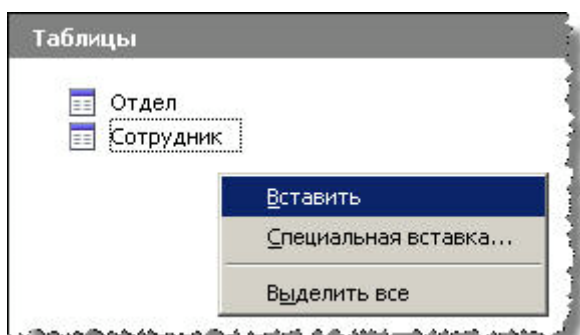 Таблицы
Отдел
Сотрудник
Вставить
Специальная вставка...
Выделить все